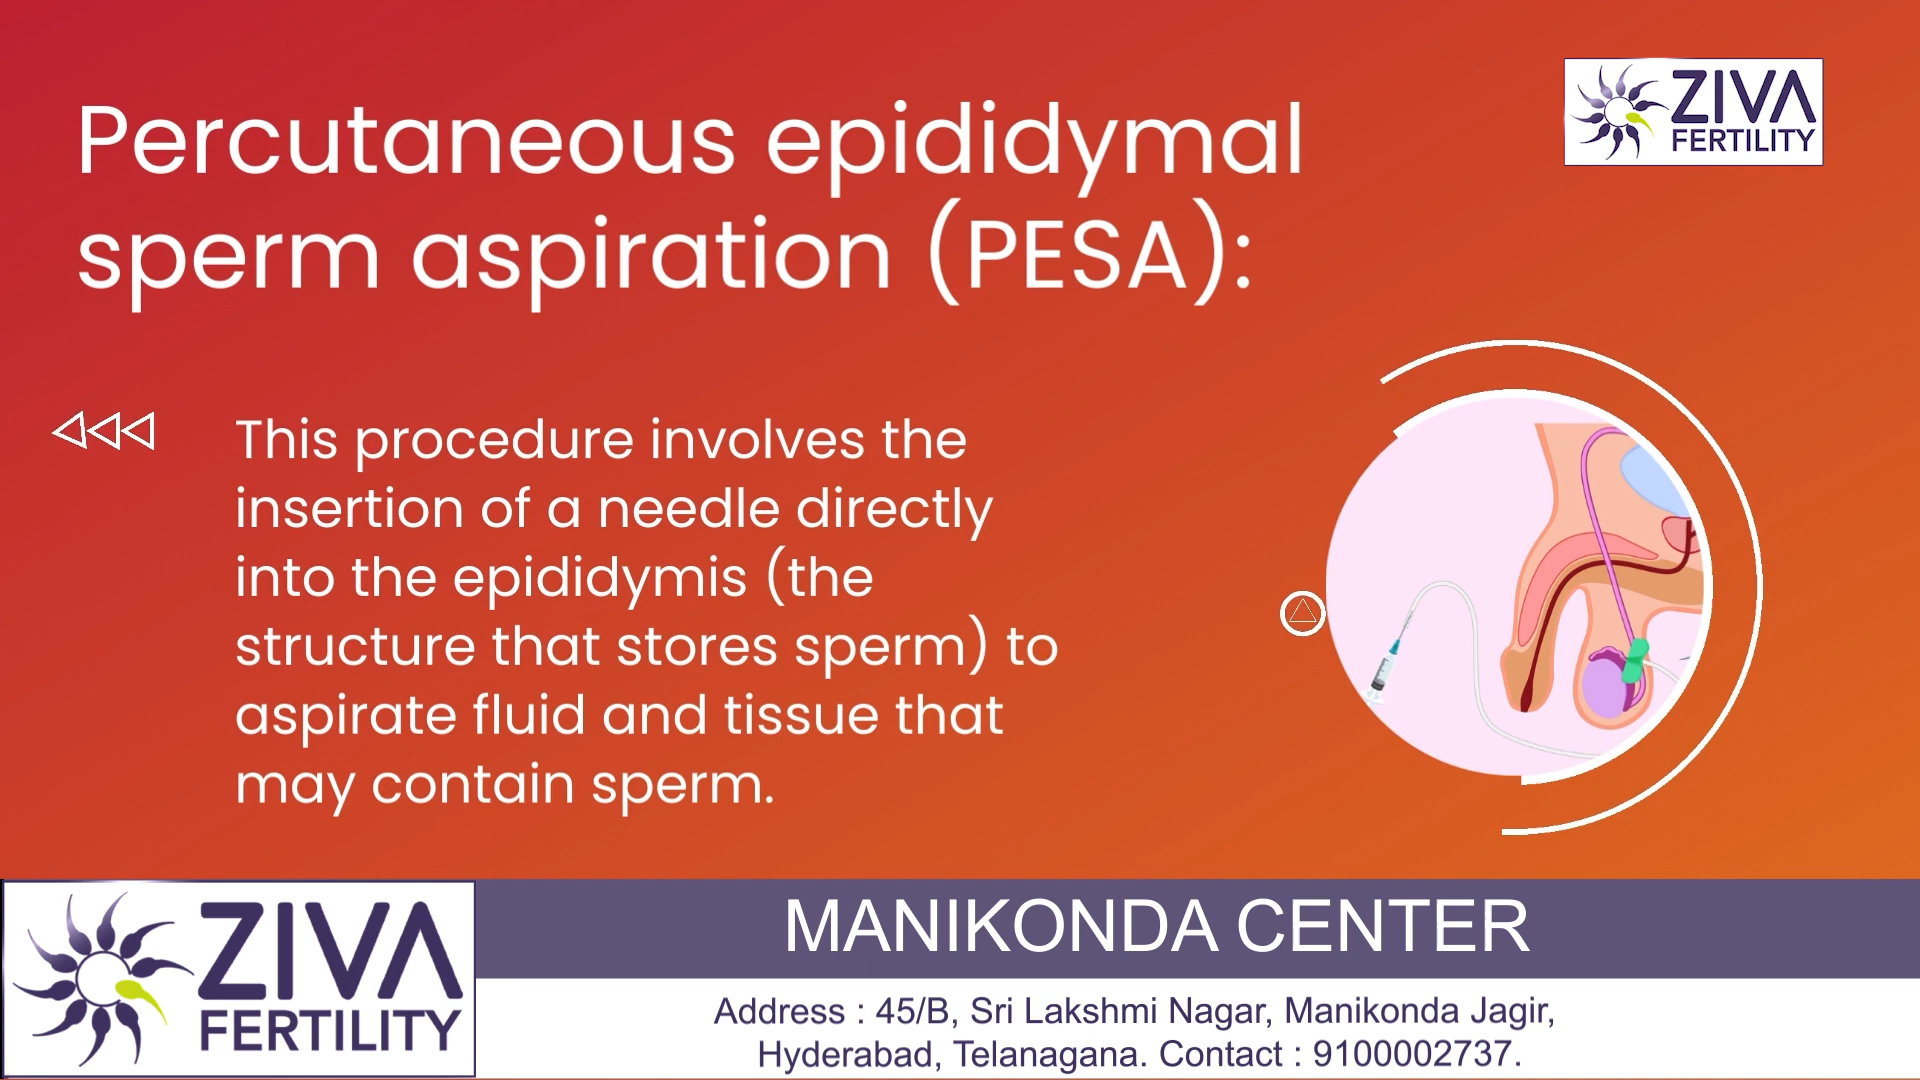 ZIVA
FERTILITY
Percutaneous epididymal
sperm aspiration (PESA):
This procedure involves the
insertion of a needle directly
into the epididymis (the
structure that stores sperm) to
aspirate fluid and tissue that
may contain sperm.
ZIVA
FERTILITY
MANIKONDA CENTER
Address : 45/B, Sri Lakshmi Nagar, Manikonda Jagir,
Hyderabad, Telanagana. Contact : 9100002737.